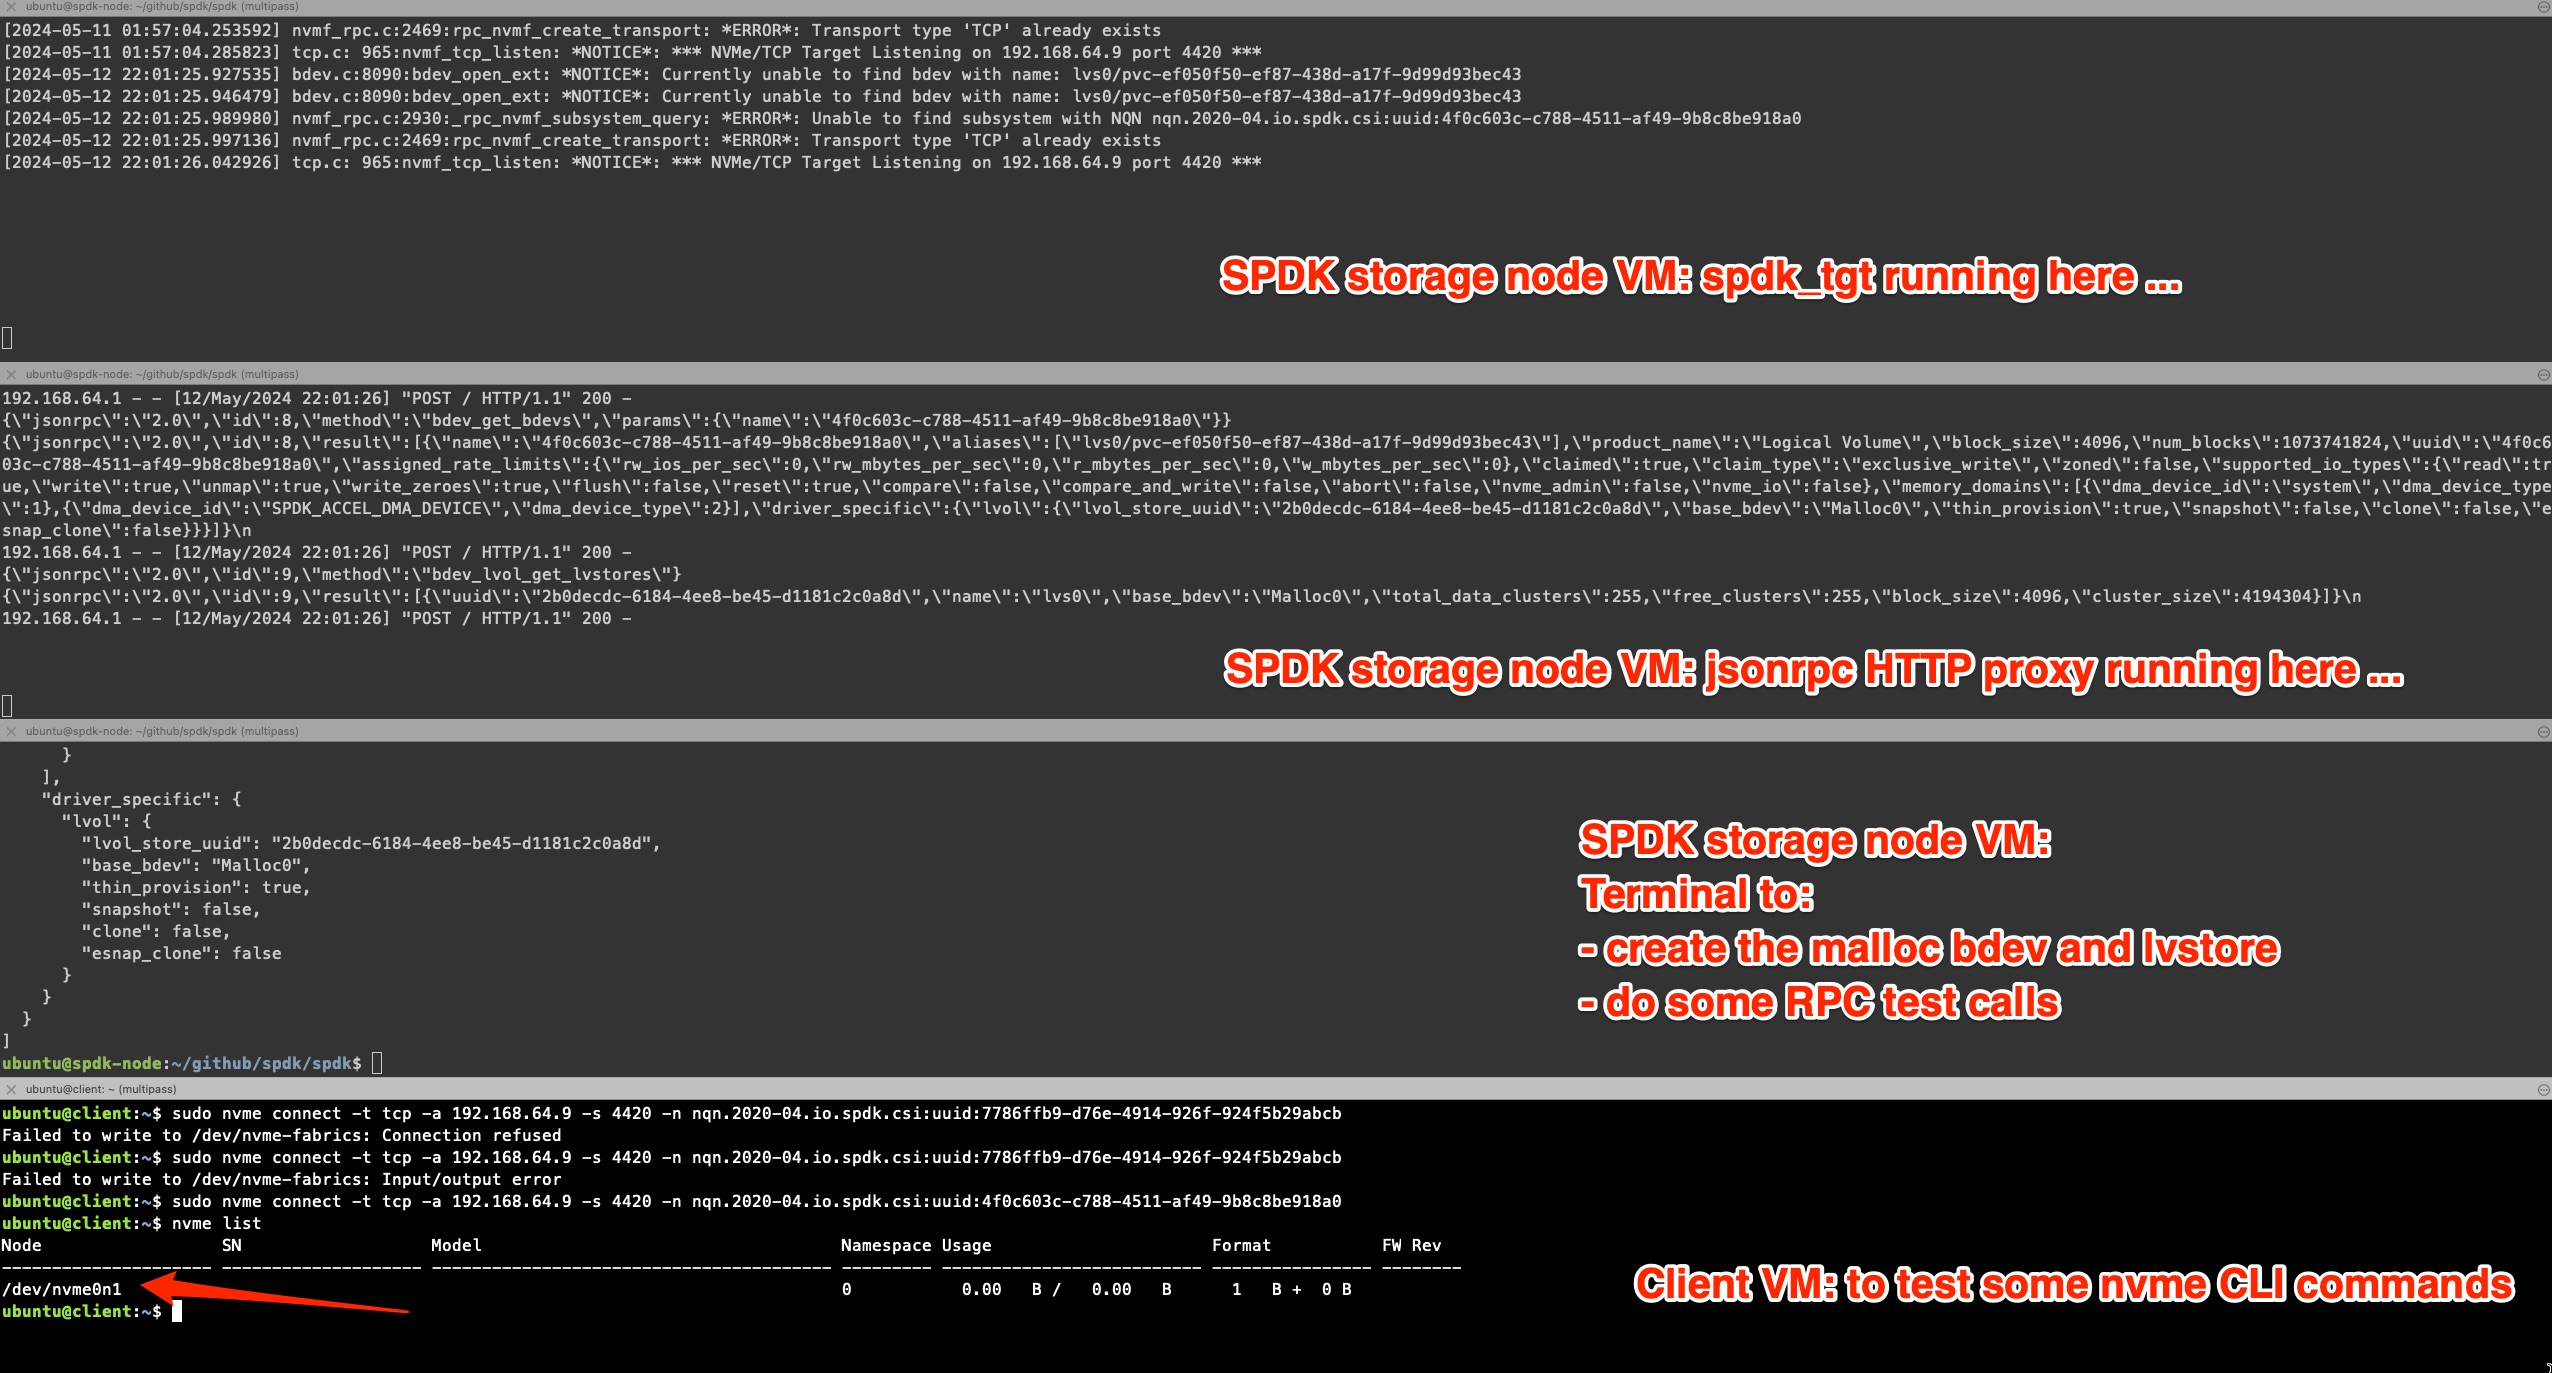 ubuntu@spdk-node: ~/github/spdk/spdk (multipass)
[2024-05-11 01:57:04.253592] nvmf_rpc.c:2469:rpc_nvmf_create_transport: *ERROR*: Transport type 'TCP' already exists
[2024-05-11 01:57:04.285823] tcp.c: 965:nvmf_tcp_listen: *NOTICE*: *** NVMe/TCP Target Listening on 192.168.64.9 port 4420 ***
[2024-05-12 22:01:25.927535] bdev.c:8090:bdev_open_ext: *NOTICE*: Currently unable to find bdev with name: lvs0/pvc-ef050f50-ef87-438d-a17f-9d99d93bec43
[2024-05-12 22:01:25.946479] bdev.c:8090:bdev_open_ext: *NOTICE*: Currently unable to find bdev with name: lvs0/pvc-ef050f50-ef87-438d-a17f-9d99d93bec43
[2024-05-12 22:01:25.989980] nvmf_rpc.c:2930:_rpc_nvmf_subsystem_query: *ERROR*: Unable to find subsystem with NQN nqn.2020-04.io.spdk.csi:uuid:4f0c603c-c788-4511-af49-9b8c8be918a0
[2024-05-12 22:01:25.997136] nvmf_rpc.c:2469:rpc_nvmf_create_transport: *ERROR*: Transport type 'TCP' already exists
[2024-05-12 22:01:26.042926] tcp.c: 965:nvmf_tcp_listen: *NOTICE*: *** NVMe/TCP Target Listening on 192.168.64.9 port 4420 ***
SPDK storage node VM: spdk_tgt running here ...
ubuntu@spdk-node: ~/github/spdk/spdk (multipass)
192.168.64.1 - - [12/May/2024 22:01:26] "POST / HTTP/1.1" 200 -
{\"jsonrpc\":\"2.0\",\"id\":8,\"method\":\"bdev_get_bdevs\",\"params\":{\"name\":\"4f0c603c-c788-4511-af49-9b8c8be918a0\"}}
{\"jsonrpc\":\"2.0\",\"id\":8,\"result\":[{\"name\":\"4f0c603c-c788-4511-af49-9b8c8be918a0\",\"aliases\":[\"lvs0/pvc-ef050f50-ef87-438d-a17f-9d99d93bec43\"],\"product_name\":\"Logical Volume\",\"block_size\":4096,\"num_blocks\":1073741824,\"uuid\":\"4f0c6
03c-c788-4511-af49-9b8c8be918a0\",\"assigned_rate_limits\":{\"rw_ios_per_sec\":0,\"rw_mbytes_per_sec\":0,\"r_mbytes_per_sec\":0,\"w_mbytes_per_sec\":0},\"claimed\":true,\"claim_type\":\"exclusive_write\",\"zoned\":false,\"supported_io_types\":{\"read\":tr
ue,\"write\":true,\"unmap\":true,\"write_zeroes\":true,\"flush\":false,\"reset\":true,\"compare\":false,\"compare_and_write\":false,\"abort\":false,\"nvme_admin\":false,\"nvme_io\":false},\"memory_domains\":[{\"dma_device_id\":\"system\",\"dma_device_type
\":1},{\"dma_device_id\":\"SPDK_ACCEL_DMA_DEVICE\",\"dma_device_type\":2}],\"driver_specific\":{\"lvol\":{\"lvol_store_uuid\":\"2b0decdc-6184-4ee8-be45-d1181c2c0a8d\",\"base_bdev\":\"Malloc0\",\"thin_provision\":true,\"snapshot\":false,\"clone\":false,\"e
snap_clone\":false}}}]}\n
192.168.64.1 - - [12/May/2024 22:01:26] "POST / HTTP/1.1" 200 -
{\"jsonrpc\":\"2.0\",\"id\":9,\"method\":\"bdev_lvol_get_lvstores\"}
{\"jsonrpc\":\"2.0\",\"id\":9,\"result\":[{\"uuid\":\"2b0decdc-6184-4ee8-be45-d1181c2c0a8d\",\"name\":\"lvs0\",\"base_bdev\":\"Malloc0\",\"total_data_clusters\":255,\"free_clusters\":255,\"block_size\":4096,\"cluster_size\":4194304}]}\n
192.168.64.1 - - [12/May/2024 22:01:26] "POST / HTTP/1.1" 200 -
SPDK storage node VM: jsonrpc HTTP proxy running here ...
ubuntu@spdk-node: ~/github/spdk/spdk (multipass)
}
],
"driver_specific": {
"lvol": {
"lvol_store_uuid": "2b0decdc-6184-4ee8-be45-d1181c2c0a8d",
"base_bdev": "Malloc0",
"thin_provision": true,
"snapshot": false,
"clone": false,
"esnap_clone": false
}
}
}
]
ubuntu@spdk-node:~/github/spdk/spdk$
SPDK storage node VM:
Terminal to:
- create the malloc bdev and lvstore
- do some RPC test calls
ubuntu@client: ~ (multipass)
ubuntu@client:~$ sudo nvme connect -t tcp -a 192.168.64.9 -s 4420 -n nqn.2020-04.io.spdk.csi:uuid:7786ffb9-d76e-4914-926f-924f5b29abcb
Failed to write to /dev/nvme-fabrics: Connection refused
ubuntu@client:~$ sudo nvme connect -t tcp -a 192.168.64.9 -s 4420 -n nqn.2020-04.io.spdk.csi:uuid:7786ffb9-d76e-4914-926f-924f5b29abcb
Failed to write to /dev/nvme-fabrics: Input/output error
ubuntu@client:~$ sudo nvme connect -t tcp -a 192.168.64.9 -s 4420 -n nqn.2020-04.io.spdk.csi:uuid:4f0c603c-c788-4511-af49-9b8c8be918a0
ubuntu@client:~$ nvme list
Node SN Model Namespace Usage Format FW Rev
--------------------- -------------------- ---------------------------------------- --------- -------------------------- ---------------- --------
/dev/nvme0n1 0 0.00 B / 0.00 B 1 B + 0 B
ubuntu@client:~$
Client VM: to test some nvme CLI commands